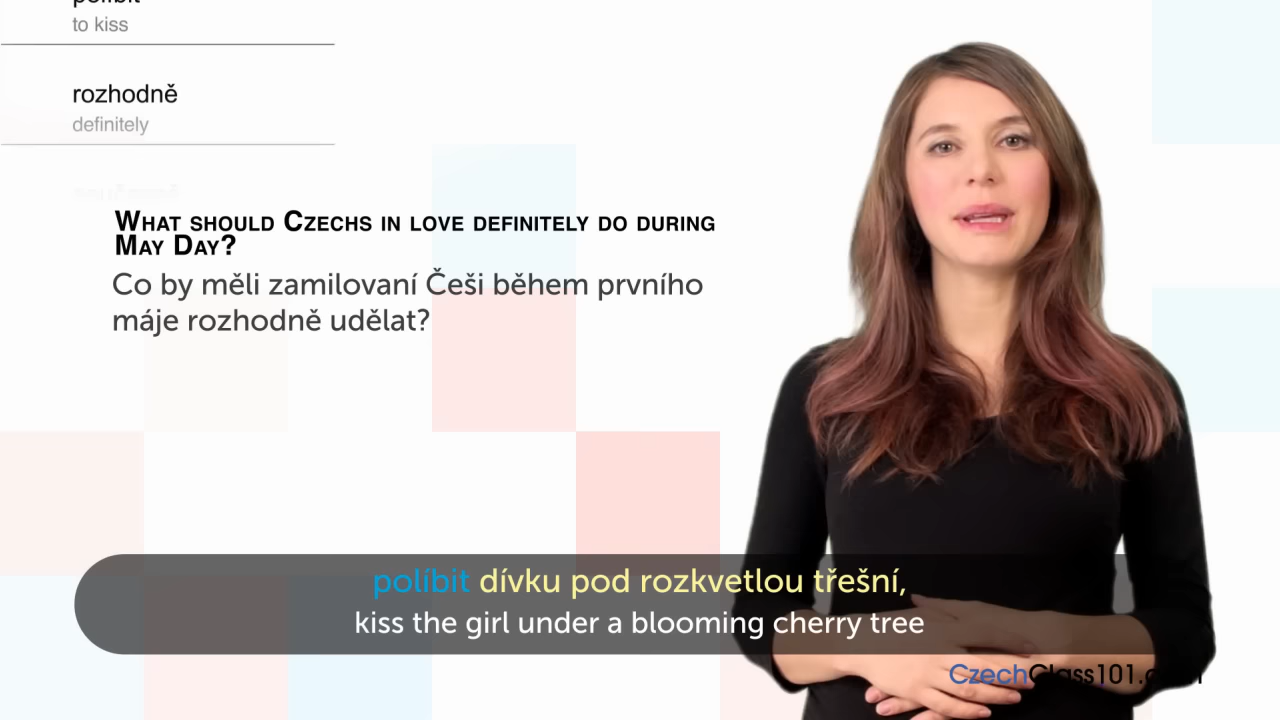 to kiss
rozhodně
definitely
What should Czechs in love definitely do during
May Day?
Co by měli zamilovaní Češi během prvního
máje rozhodně udělat?
políbit dívku pod rozkvetlou třešní,
kiss the girl under a blooming cherry tree
CzechClass101.com